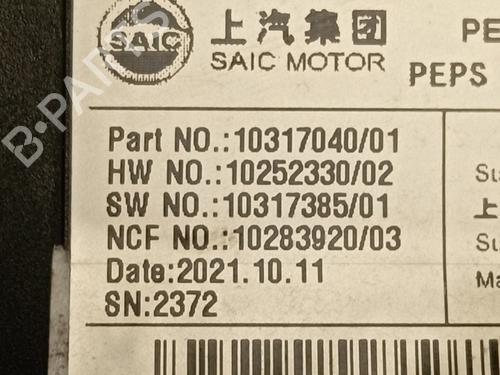 SAIC
上汽集团
SAIC MOTOR
PEPS
Part NO.:10317040/01
HW NO.:10252330/02
SW NO.:10317385/01
NCF NO.:10283920/03
Date:2021.10.11
SN:2372
B-PARTS